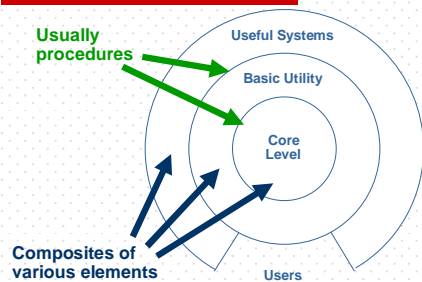 Usually
procedures
Useful Systems
Basic Utility
Core
Level
Composites of
various elements
Users